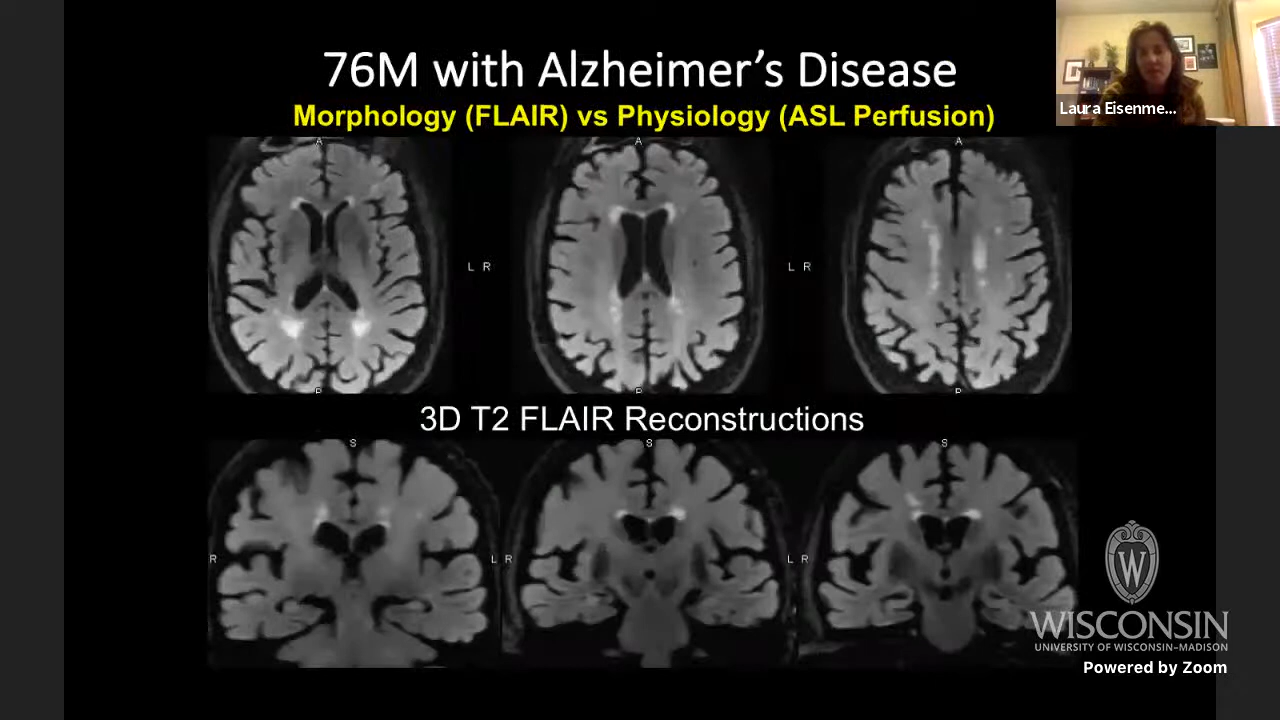 76M with Alzheimer's Disease
Morphology (FLAIR) vs Physiology (ASL Perfusion)
Laura Eisenme...
A
A
A
L R
L R
P
P
P
3D T2 FLAIR Reconstructions
S
S
S
R
L R
L R
W
WISCONSIN
UNIVERSITY OF WISCONSIN–MADISON
Powered by Zoom